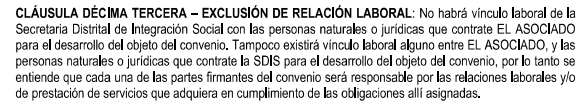 CLÁUSULA DÉCIMA TERCERA – EXCLUSIÓN DE RELACIÓN LABORAL: No habrá vínculo laboral de la
Secretaria Distrital de Integración Social con las personas naturales o jurídicas que contrate EL ASOCIADO
para el desarrollo del objeto del convenio. Tampoco existirá vínculo laboral alguno entre EL ASOCIADO, y las
personas naturales o jurídicas que contrate la SDIS para el desarrollo del objeto del convenio, por lo tanto se
entiende que cada una de las partes firmantes del convenio será responsable por las relaciones laborales y/o
de prestación de servicios que adquiera en cumplimiento de las obligaciones allí asignadas.